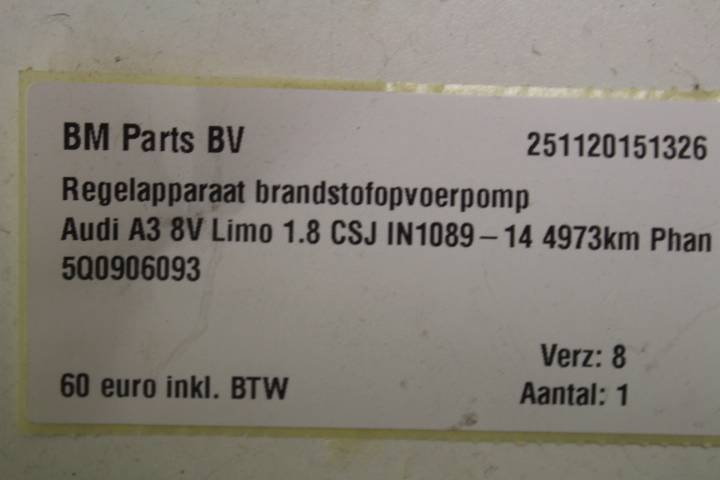 BM Parts BV 251120151326
Regelapparaat brandstofopvoerpomp
Audi A3 8V Limo 1.8 CSJ IN1089-14 4973km Phan
5Q0906093
Verz: 8
60 euro inkl. BTW Aantal: 1